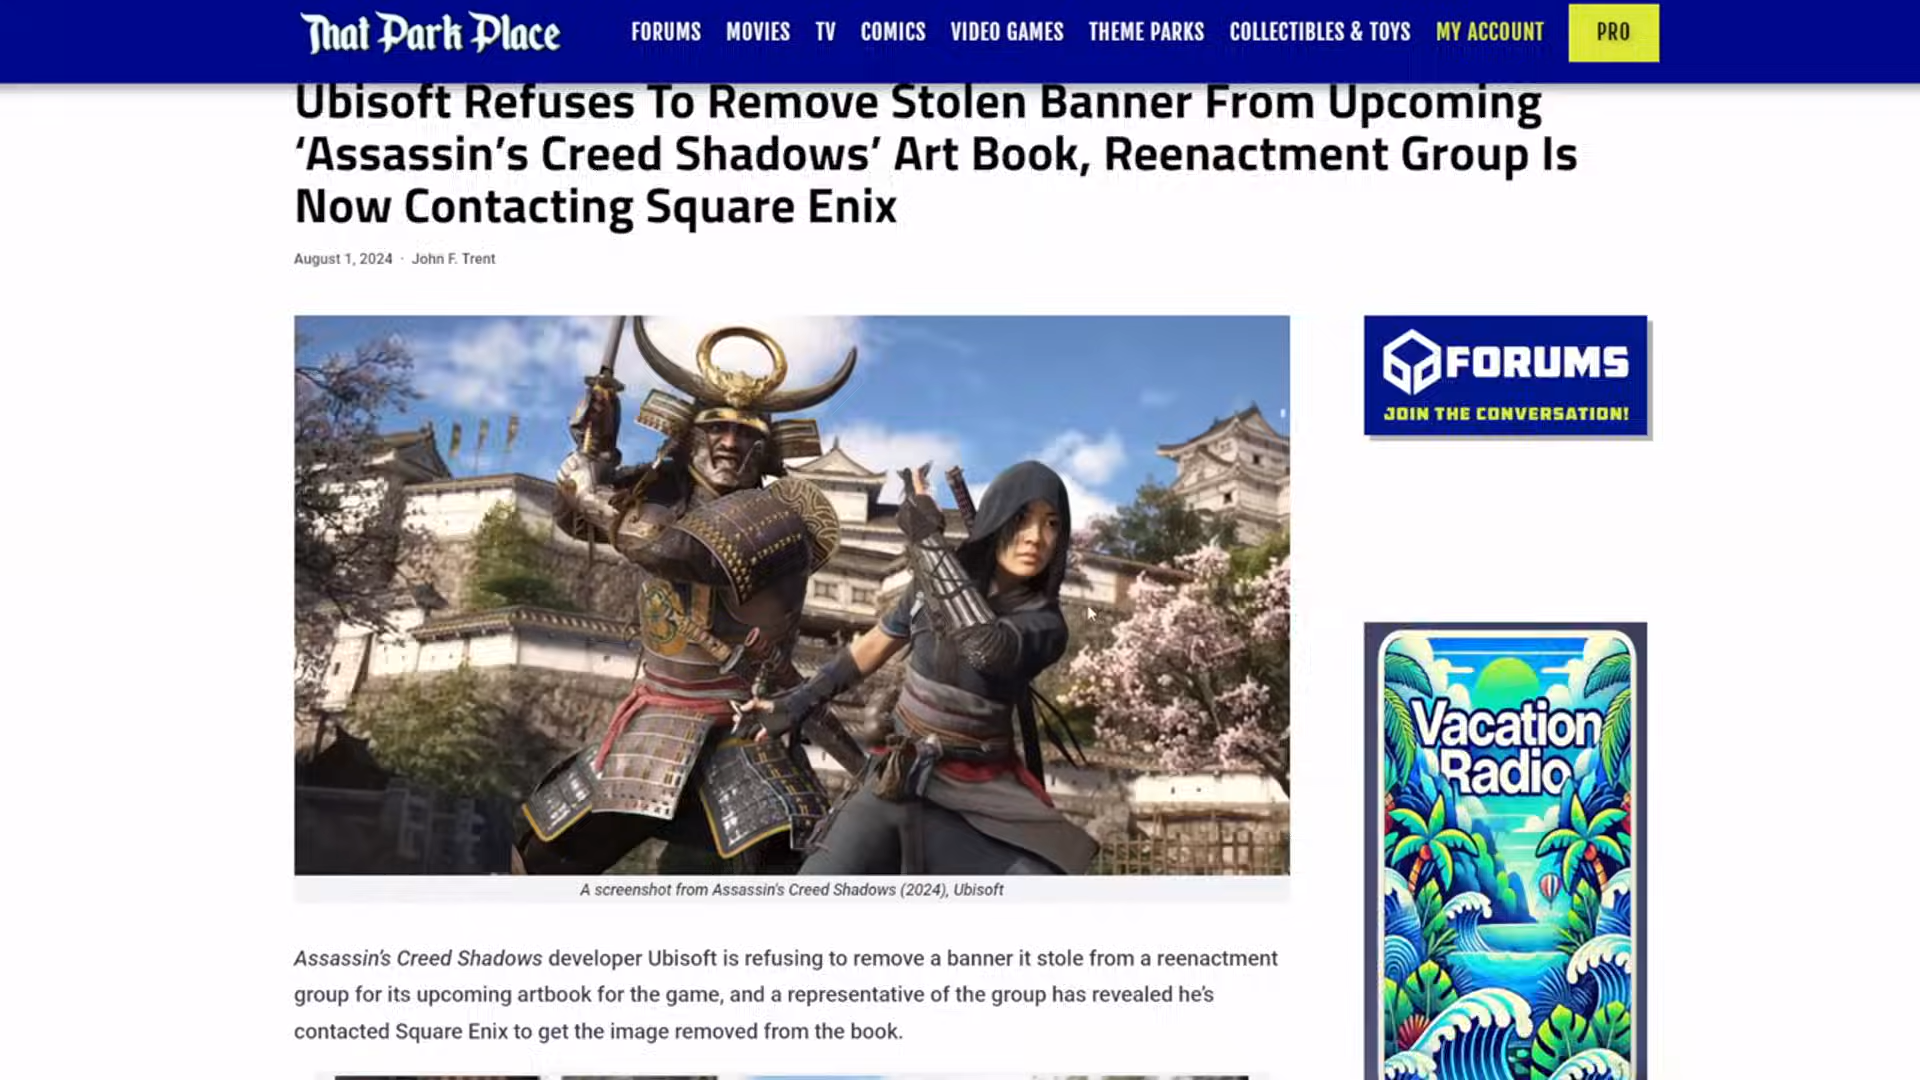 That Park Place
FORUMS MOVIES TV COMICS VIDEO GAMES THEME PARKS COLLECTIBLES & TOYS MY ACCOUNT PRO
Ubisoft Refuses To Remove Stolen Banner From Upcoming
‘Assassin’s Creed Shadows’ Art Book, Reenactment Group Is
Now Contacting Square Enix
August 1, 2024 · John F. Trent
FORUMS
JOIN THE CONVERSATION!
A screenshot from Assassin's Creed Shadows (2024), Ubisoft
Vacation
Radio
Assassin’s Creed Shadows developer Ubisoft is refusing to remove a banner it stole from a reenactment
group for its upcoming artbook for the game, and a representative of the group has revealed he’s
contacted Square Enix to get the image removed from the book.